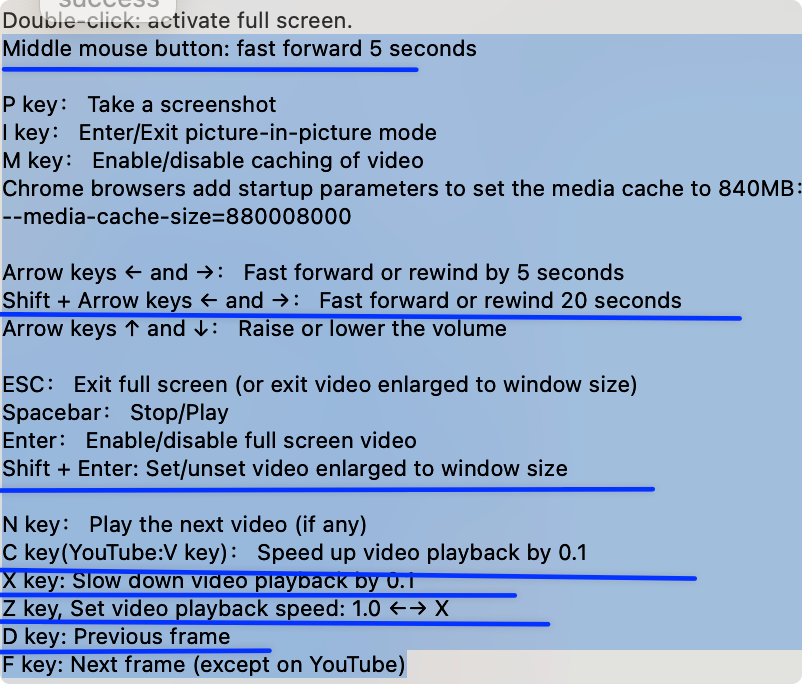 success
Double-click: activate full screen.
Middle mouse button: fast forward 5 seconds
P key： Take a screenshot
I key： Enter/Exit picture-in-picture mode
M key： Enable/disable caching of video
Chrome browsers add startup parameters to set the media cache to 840MB：
--media-cache-size=880008000
Arrow keys ← and →： Fast forward or rewind by 5 seconds
Shift + Arrow keys ← and →： Fast forward or rewind 20 seconds
Arrow keys ↑ and ↓： Raise or lower the volume
ESC： Exit full screen (or exit video enlarged to window size)
Spacebar： Stop/Play
Enter： Enable/disable full screen video
Shift + Enter: Set/unset video enlarged to window size
N key： Play the next video (if any)
C key(YouTube:V key)： Speed up video playback by 0.1
X key: Slow down video playback by 0.1
Z key, Set video playback speed: 1.0 ←→ X
D key: Previous frame
F key: Next frame (except on YouTube)